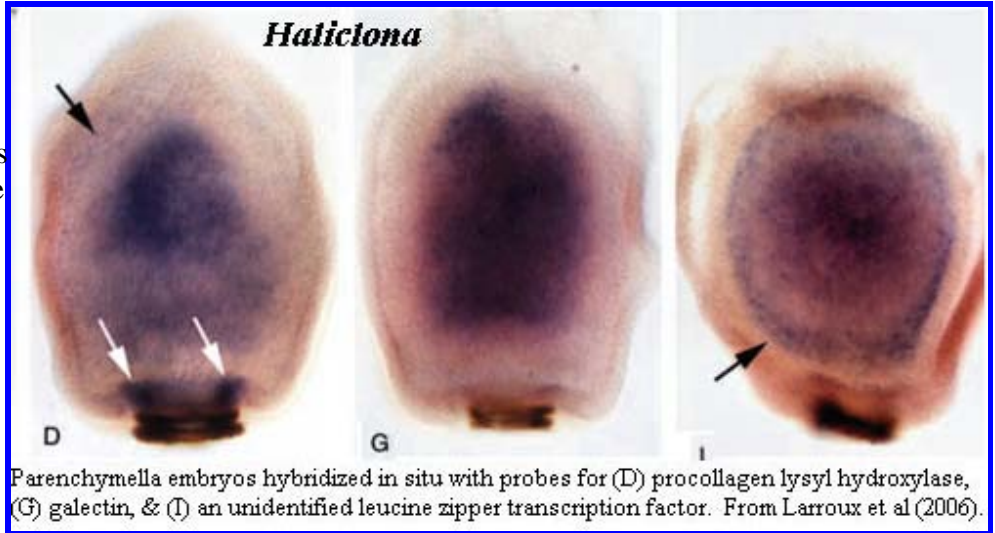 Haliclona
s
e
D G I
Parenchymella embryos hybridized in situ with probes for (D) procollagen lysyl hydroxylase,
(G) galectin, & (I) an unidentified leucine zipper transcription factor. From Larroux et al (2006).